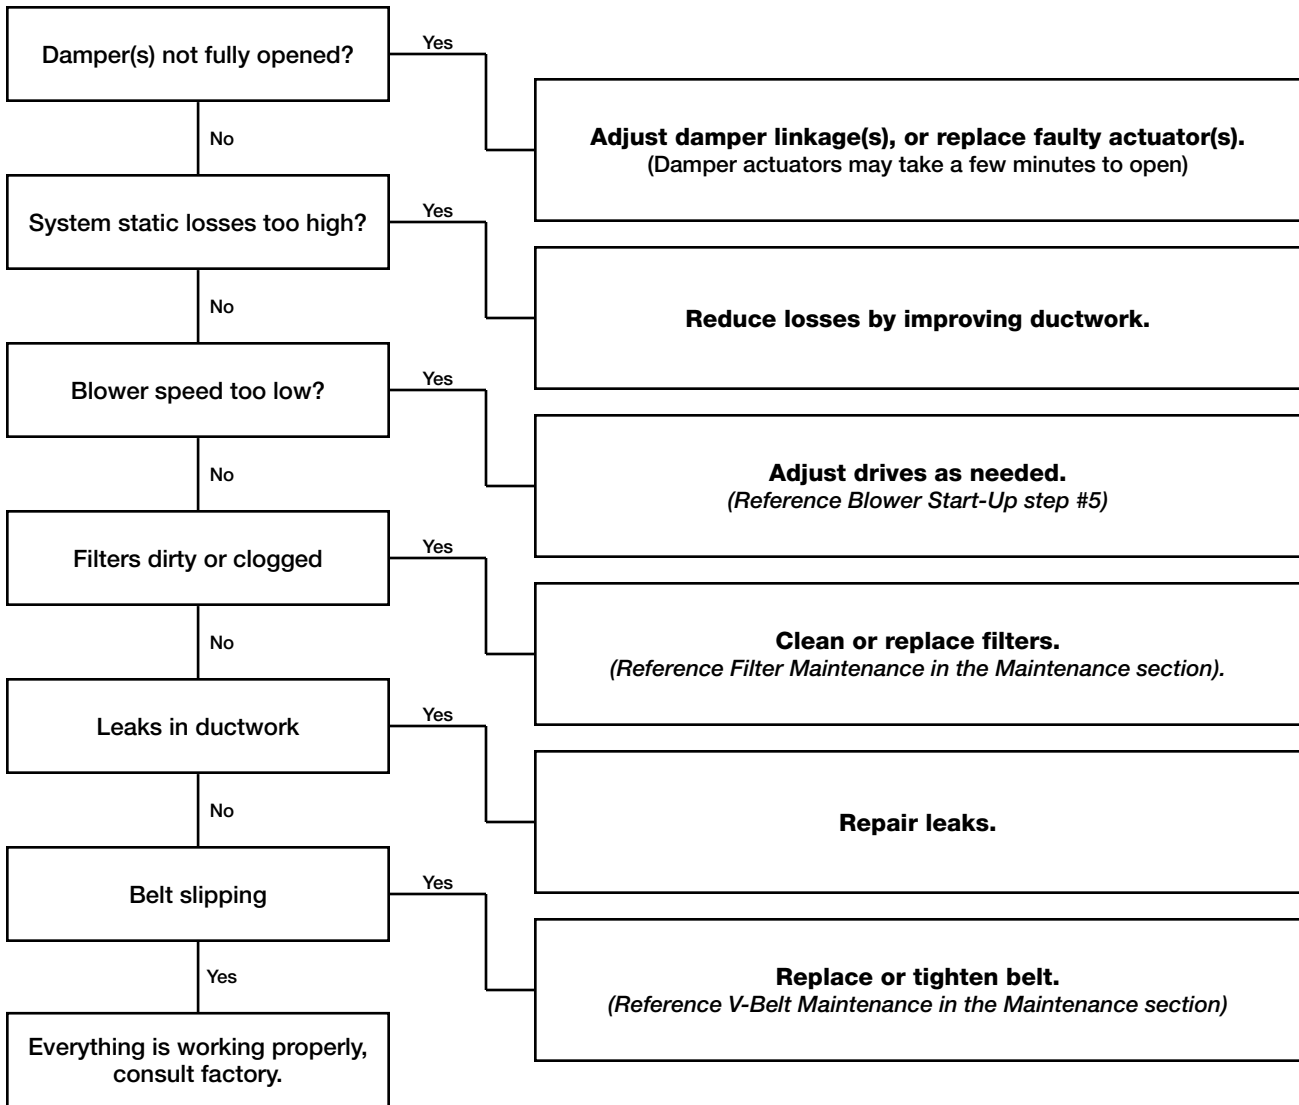 Damper(s) not fully opened?
Yes
Adjust damper linkage(s), or replace faulty actuator(s).
(Damper actuators may take a few minutes to open)
No
System static losses too high?
Yes
Reduce losses by improving ductwork.
No
Blower speed too low?
Yes
Adjust drives as needed.
(Reference Blower Start-Up step #5)
No
Filters dirty or clogged
Yes
Clean or replace filters.
(Reference Filter Maintenance in the Maintenance section).
No
Leaks in ductwork
Yes
Repair leaks.
No
Belt slipping
Yes
Replace or tighten belt.
(Reference V-Belt Maintenance in the Maintenance section)
Yes
Everything is working properly,
consult factory.